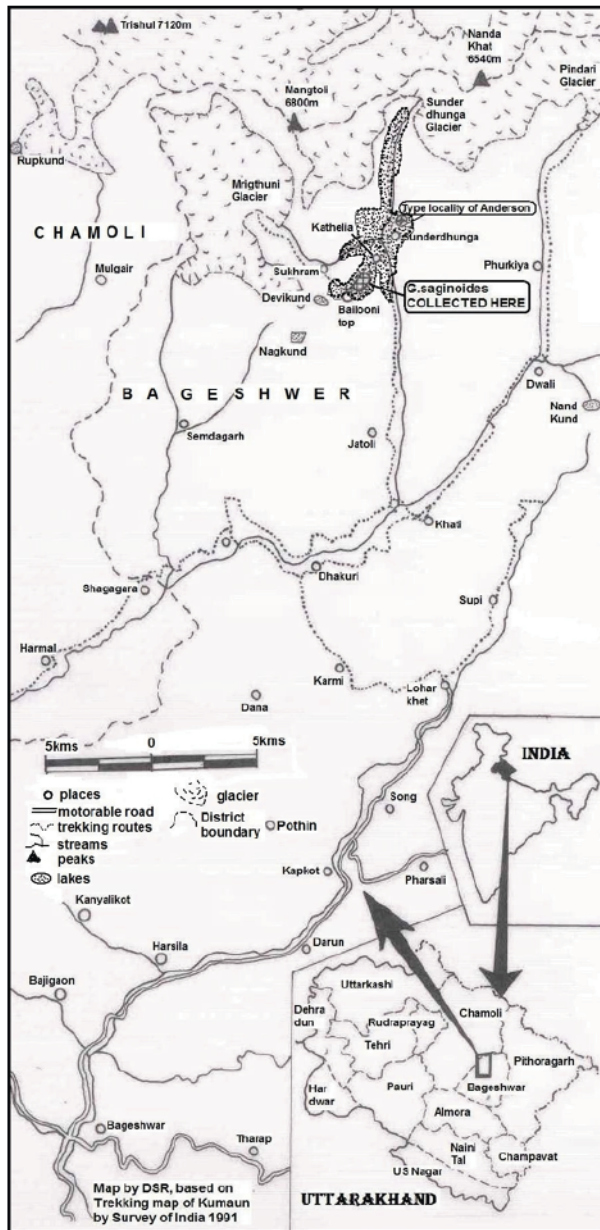 Trishul 7120m
Nanda
Khat
6540m
Pindari
Glacier
Mangtoli
6800m
Sunder
dhunga
Glacier
Rupkund
Mrigthuni
Glacier
Type locality of Anderson
CHAMOLI
Kathelia
Sunderdhunga
Mulgair
Sukhram
Phurkiya
Devikund
G.saginoides
COLLECTED HERE
Bailooni
top
Nagkund
BAGESHWER
Dwali
Nand
Kund
Semdagarh
Jatoli
Khati
Dhakuri
Shagagera
Supi
Harmal
Karmi
Lohar
khet
Dana
5kms 0 5kms
INDIA
places
glacier
motorable road
trekking routes
District
boundary
streams
peaks
lakes
Song
Pothin
Kapkot
Pharsali
Kanyalikot
Harsila
Darun
Bajigaon
Uttarkashi
Chamoli
Dehra
dun
Rudraprayag
Tehri
Pithoragarh
Har
dwar
Pauri
Bageshwar
Almora
Bageshwar
Naini
Tal
Champavat
Tharap
US Nagar
Map by DSR, based on
Trekking map of Kumaun
by Survey of India 1991
UTTARAKHAND